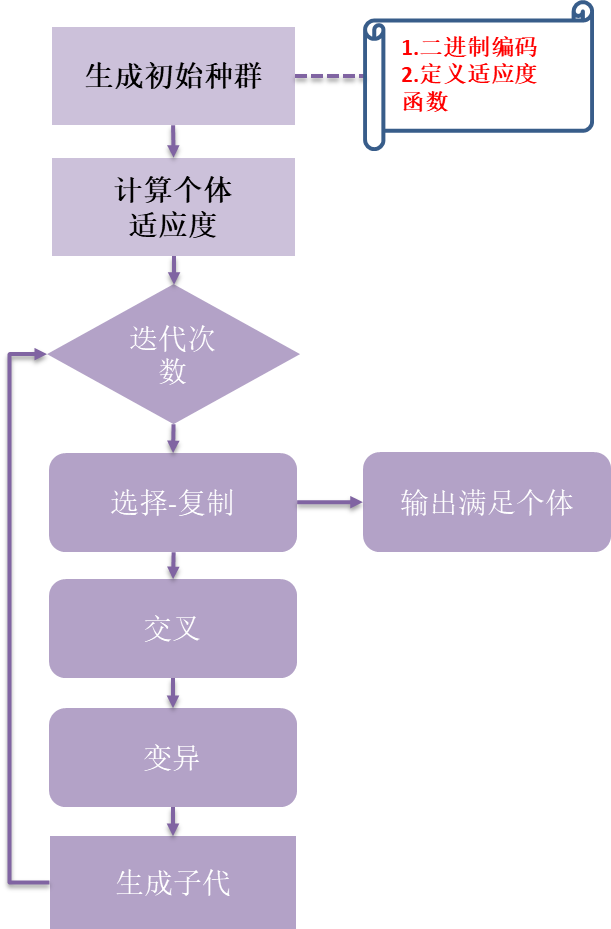 生成初始种群
1.二进制编码
2.定义适应度
函数
计算个体
适应度
迭代次
数
选择-复制
输出满足个体
交叉
变异
生成子代